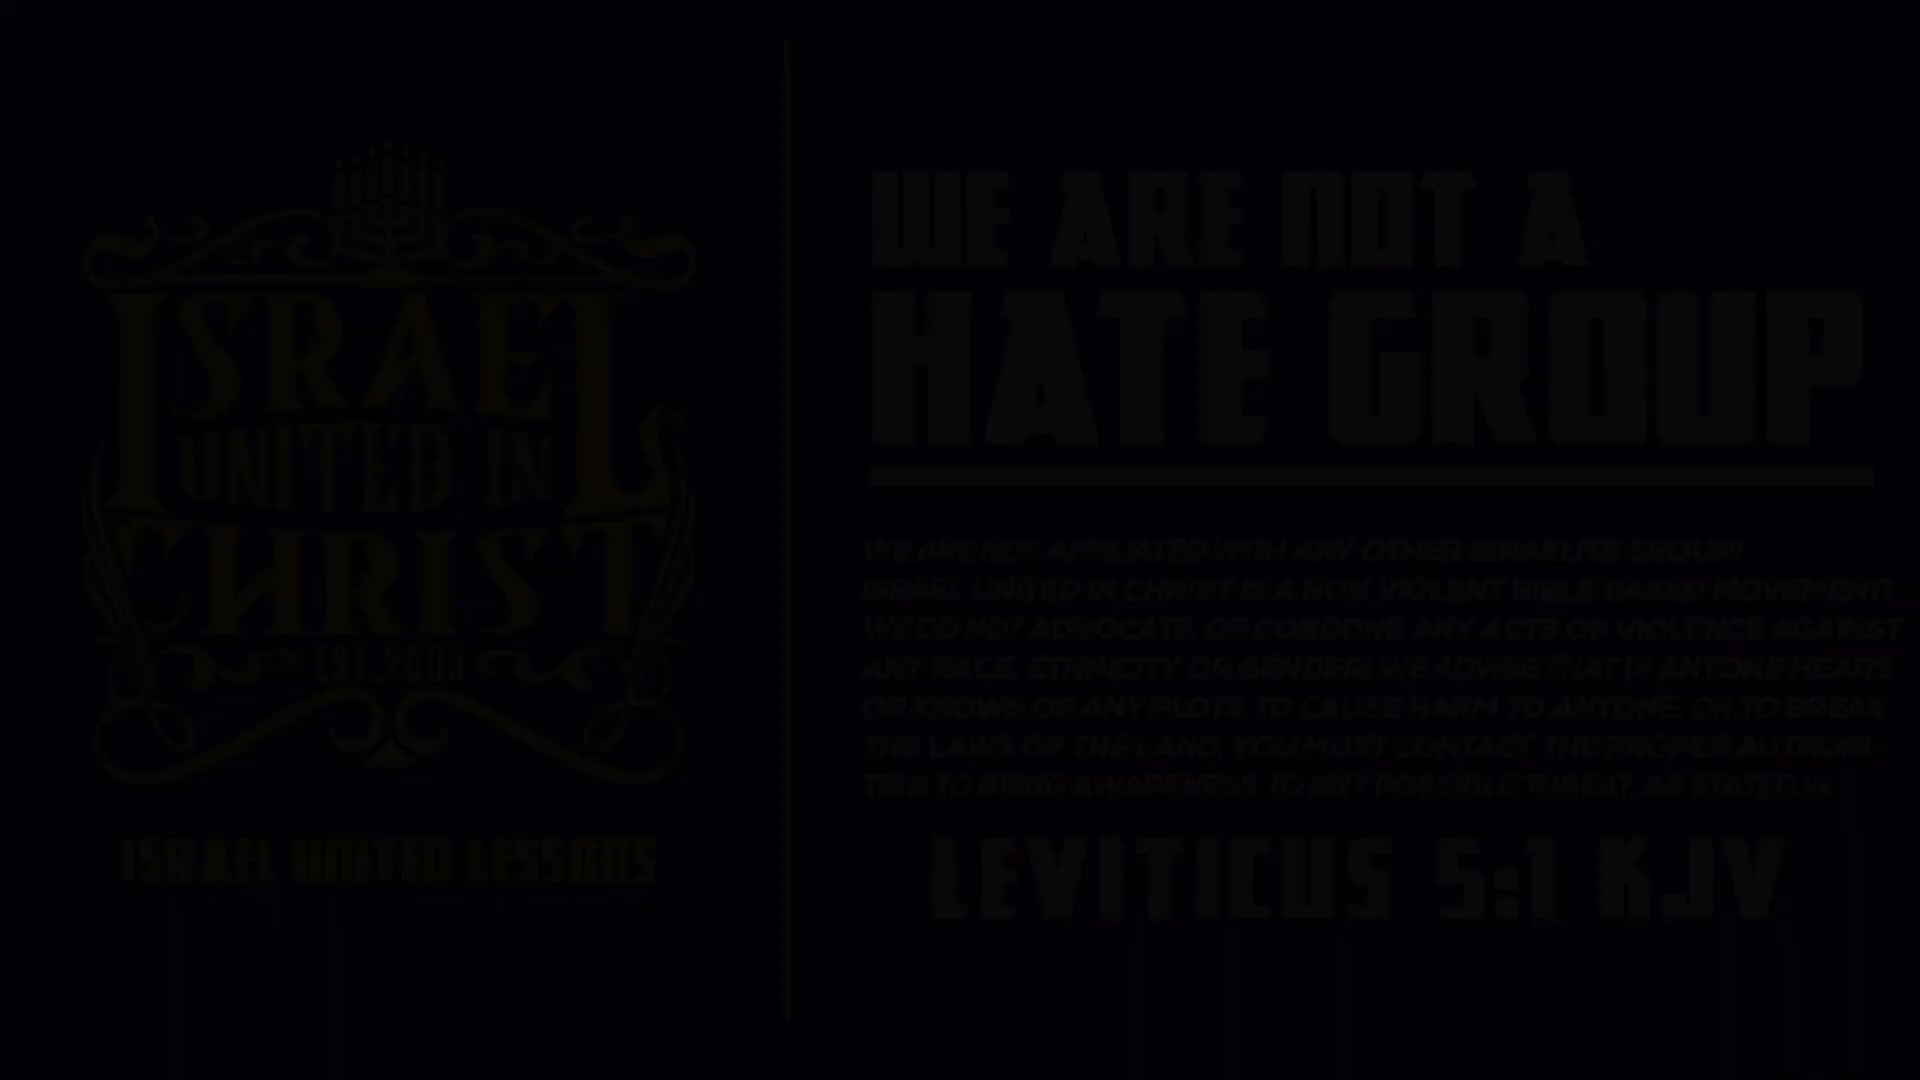 ISRAEL
UNITED IN
CHRIST
EST. 2003
ISRAEL UNITED LESSONS
WE ARE NOT A
HATE GROUP
WE ARE NOT AFFILIATED WITH ANY OTHER ISRAELITE GROUP!
ISRAEL UNITED IN CHRIST IS A NON VIOLENT BIBLE BASED MOVEMENT!
WE DO NOT ADVOCATE OR CONDONE ANY ACTS OF VIOLENCE AGAINST
ANY RACE, ETHNICITY OR GENDER! WE ADVISE THAT IF ANYONE HEARS
OR KNOWS OF ANY PLOTS TO CAUSE HARM TO ANYONE, OR TO BREAK
THE LAWS OF THE LAND, YOU MUST CONTACT THE PROPER AUTHORI-
TIES TO BRING AWARENESS TO ANY POSSIBLE THREAT, AS STATED IN
LEVITICUS 5:1 KJV